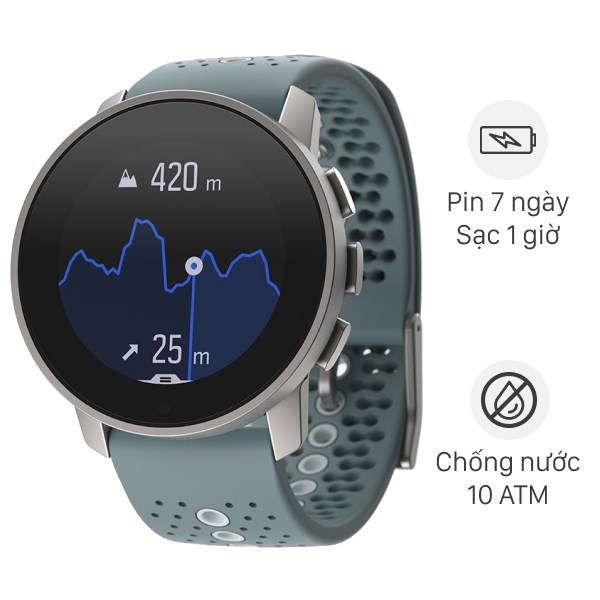 420 m
25 m
Pin 7 ngày
Sạc 1 giờ
Chống nước
10 ATM